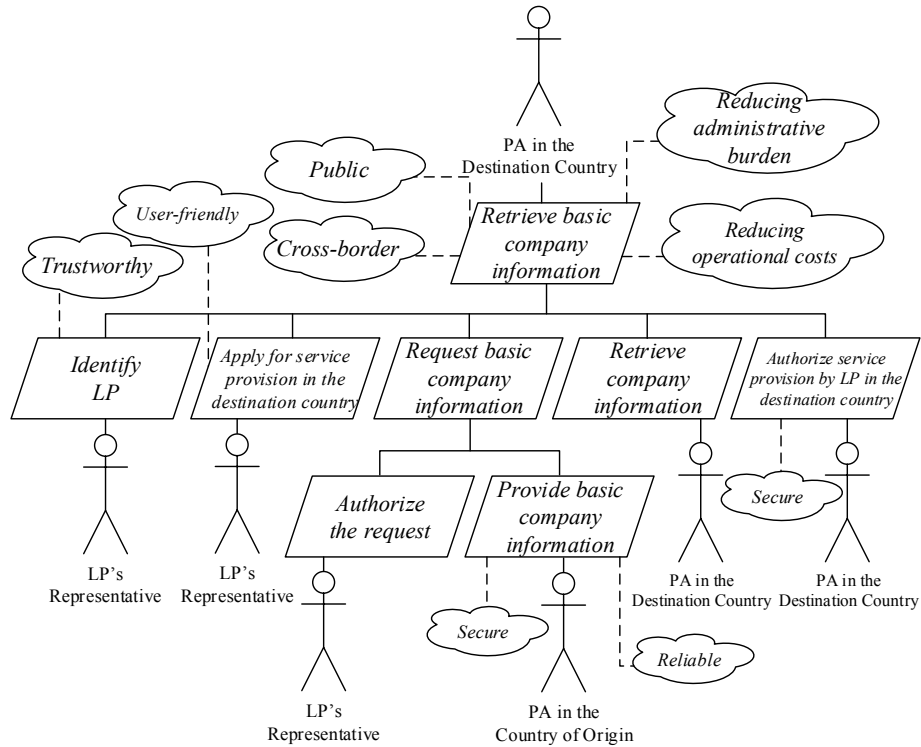 PA in the
Destination Country
Reducing
administrative
burden
Public
User-friendly
Retrieve basic
company
information
Cross-border
Reducing
operational costs
Trustworthy
Identify
LP
Apply for service
provision in the
destination country
Request basic
company
information
Retrieve
company
information
Authorize service
provision by LP in the
destination country
LP's
Representative
LP's
Representative
Authorize
the request
Provide basic
company
information
PA in the
Destination Country
Secure
PA in the
Destination Country
LP's
Representative
Secure
PA in the
Country of Origin
Reliable